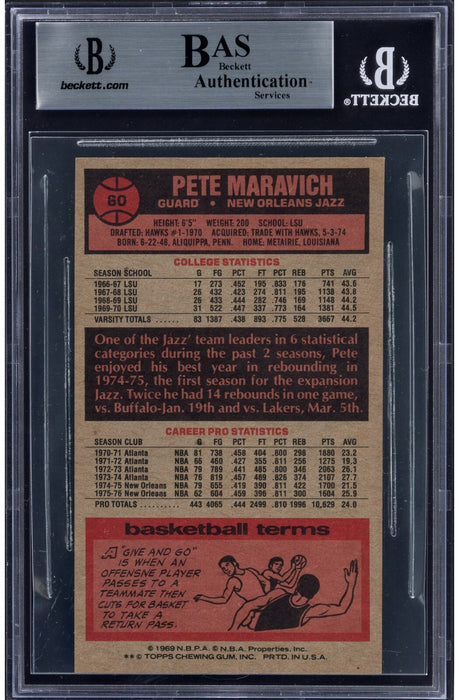 B
beckett.com
BAS
Beckett
Authentication
Services
B
BECKETT
60
PETE MARAVICH
GUARD • NEW ORLEANS JAZZ
HEIGHT: 6'5" WEIGHT: 200 SCHOOL: LSU
DRAFTED: HAWKS #1-1970 ACQUIRED: TRADE WITH HAWKS, 5-3-74
BORN: 6-22-48, ALIQUIPPA, PENN. HOME: METAIRIE, LOUISIANA
COLLEGE STATISTICS
SEASON SCHOOL G FG PCT FT PCT REB PTS AVG
1966-67 LSU 17 273 .452 195 .833 176 741 43.6
1967-68 LSU 26 432 .423 274 .811 195 1138 43.8
1968-69 LSU 26 433 .444 282 .746 169 1148 44.2
1969-70 LSU 31 522 .447 337 .773 164 1381 44.5
VARSITY TOTALS ....... 83 1387 .438 893 .775 528 3667 44.2
One of the Jazz' team leaders in 6 statistical
categories during the past 2 seasons, Pete
enjoyed his best year in rebounding in
1974-75, the first season for the expansion
Jazz. Twice he had 14 rebounds in one game,
vs. Buffalo-Jan. 19th and vs. Lakers, Mar. 5th.
CAREER PRO STATISTICS
SEASON CLUB G FG PCT FT PCT REB PTS AVG
1970-71 Atlanta NBA 81 738 .458 404 .800 298 1880 23.2
1971-72 Atlanta NBA 66 460 .427 355 .811 256 1275 19.3
1972-73 Atlanta NBA 79 789 .441 485 .800 346 2063 26.1
1973-74 Atlanta NBA 76 819 .457 469 .826 374 2107 27.7
1974-75 New Orleans NBA 79 655 .419 390 .811 422 1700 21.5
1975-76 New Orleans NBA 62 604 .459 396 .811 300 1604 25.9
PRO TOTALS ........... 443 4065 .444 2499 .810 1996 10,629 24.0
basketball terms
A "GIVE AND GO"
IS WHEN AN
OFFENSIVE PLAYER
PASSES TO A
TEAMMATE THEN
CUTS FOR BASKET
TO TAKE A
RETURN PASS.
© 1969 N.B.P.A. © N.B.A. Properties, Inc.
** © TOPPS CHEWING GUM, INC. PRTD. IN U.S.A.